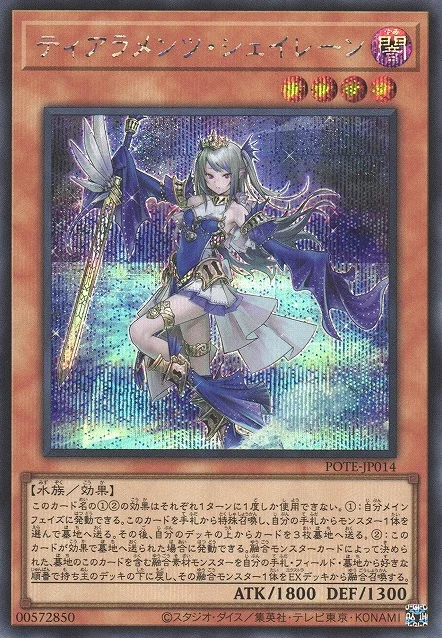 ティアラメンツ・シェイレーン
闇
POTE-JP014
【水族／効果】
このカード名の①②の効果はそれぞれ1ターンに1度しか使用できない。①：自分メイン
フェイズに発動できる。このカードを手札から特殊召喚し、自分の手札からモンスター1体を
選んで墓地へ送る。その後、自分のデッキの上からカードを3枚墓地へ送る。②：この
カードが効果で墓地へ送られた場合に発動できる。融合モンスターカードによって決めら
れた、墓地のこのカードを含む融合素材モンスターを自分の手札・フィールド・墓地から好きな
順番で持ち主のデッキの下に戻し、その融合モンスター1体をEXデッキから融合召喚する。
ATK/1800 DEF/1300
00572850 ©スタジオ・ダイス／集英社・テレビ東京・KONAMI